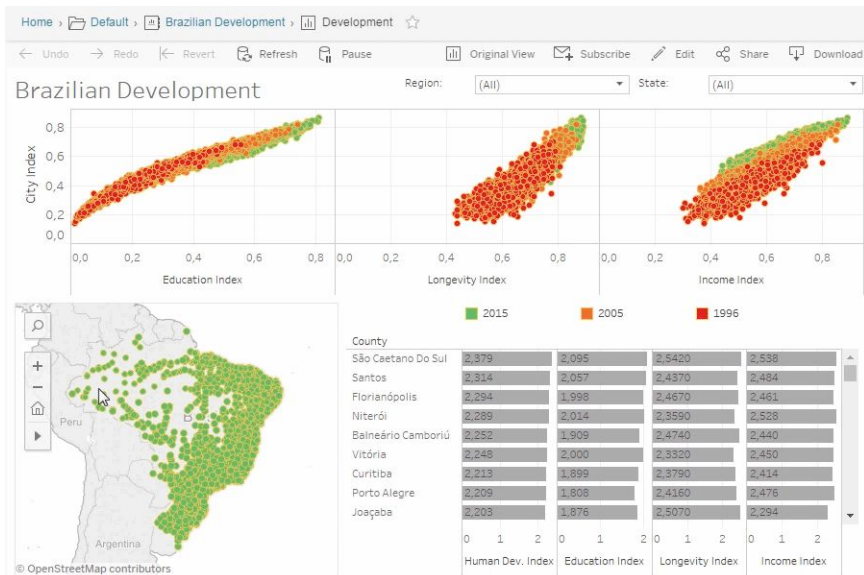 Home › Default › Brazilian Development › Development
Undo Redo Revert Refresh Pause Original View Subscribe Edit Share Download
Brazilian Development
Region: (All) State: (All)
City Index
0,8
0,6
0,4
0,2
0,0
0,0 0,2 0,4 0,6 0,8 0,0 0,2 0,4 0,6 0,8 0,0 0,2 0,4 0,6 0,8
Education Index Longevity Index Income Index
2015 2005 1996
Peru
B
Argentina
© OpenStreetMap contributors
County
São Caetano Do Sul 2,379 2,095 2,5420 2,538
Santos 2,314 2,057 2,4370 2,484
Florianópolis 2,294 1,998 2,4670 2,461
Niterói 2,289 2,014 2,3590 2,528
Balneário Camboriú 2,252 1,909 2,4740 2,440
Vitória 2,248 2,000 2,3320 2,450
Curitiba 2,213 1,899 2,3790 2,414
Porto Alegre 2,209 1,808 2,4160 2,476
Joaçaba 2,203 1,876 2,5070 2,294
0 1 2 0 1 2 0 1 2 0 1 2
Human Dev. Index Education Index Longevity Index Income Index